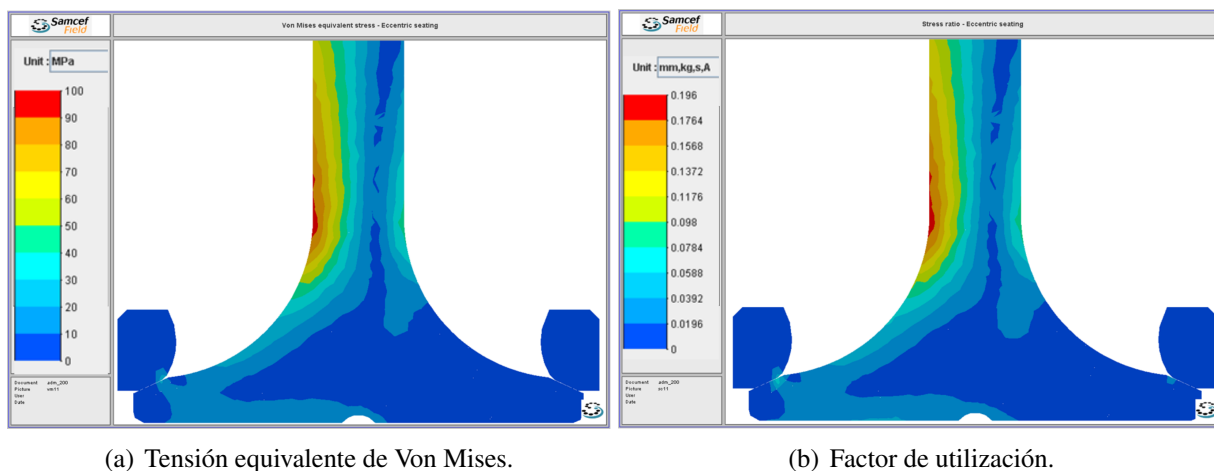 Samcef
Field
Von Mises equivalent stress - Eccentric seating
Unit : MPa
100
90
80
70
60
50
40
30
20
10
0
Document adm_200
Picture vm11
User
Date
Samcef
Field
Stress ratio - Eccentric seating
Unit : mm,kg,s,A
0.196
0.1764
0.1568
0.1372
0.1176
0.098
0.0784
0.0588
0.0392
0.0196
0
Document adm_200
Picture
User
Date
(a) Tensión equivalente de Von Mises.
(b) Factor de utilización.